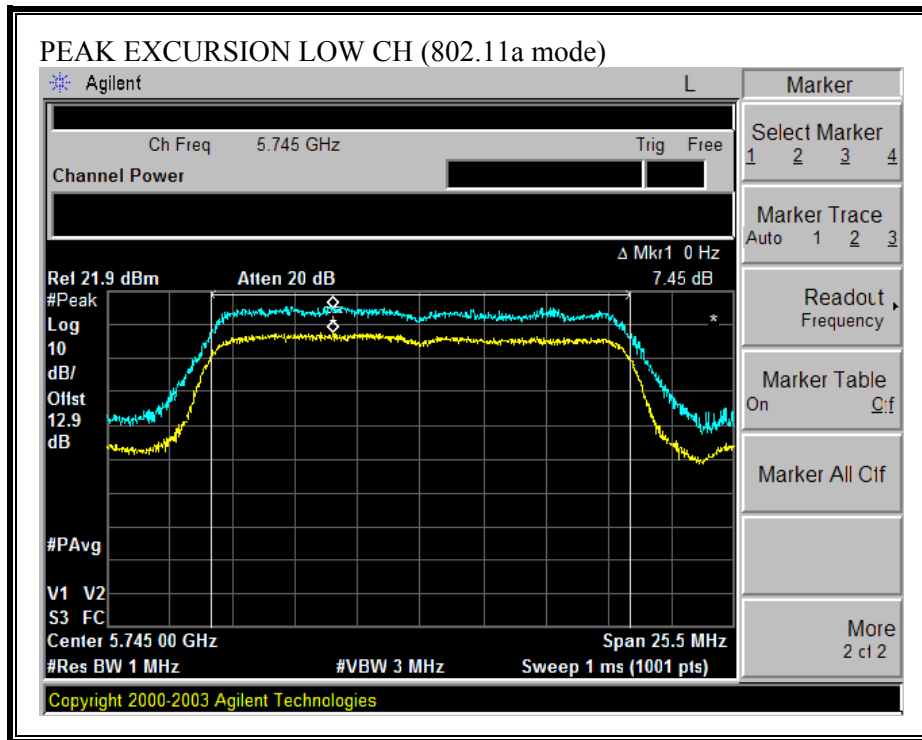 PEAK EXCURSION LOW CH (802.11a mode)
Agilent L
Ch Freq 5.745 GHz Trig Free
Channel Power
Δ Mkr1 0 Hz
Ref 21.9 dBm Atten 20 dB 7.45 dB
#Peak
Log
10
dB/
Offst
12.9
dB
#PAvg
V1 V2
S3 FC
Center 5.745 00 GHz Span 25.5 MHz
#Res BW 1 MHz #VBW 3 MHz Sweep 1 ms (1001 pts)
Copyright 2000-2003 Agilent Technologies
Marker
Select Marker
1 2 3 4
Marker Trace
Auto 1 2 3
Readout
Frequency
Marker Table
On Off
Marker All Off
More
2 of 2